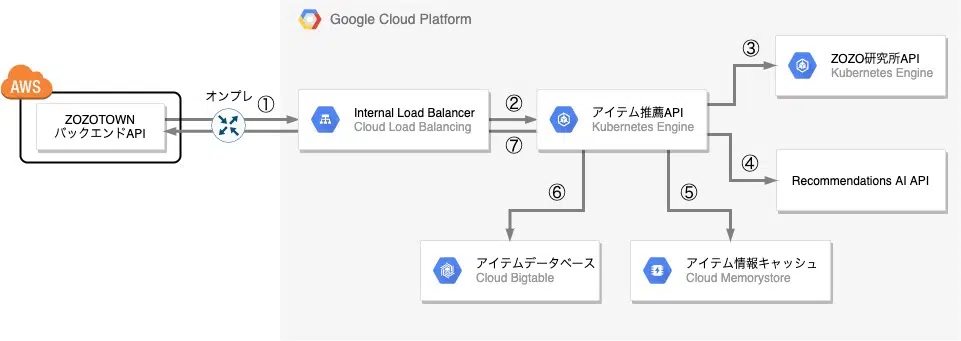 Google Cloud Platform
AWS
ZOZOTOWN
バックエンドAPI
オンプレ
①
Internal Load Balancer
Cloud Load Balancing
②
⑦
アイテム推薦API
Kubernetes Engine
③
ZOZO研究所API
Kubernetes Engine
④
Recommendations AI API
⑥
⑤
アイテムデータベース
Cloud Bigtable
アイテム情報キャッシュ
Cloud Memorystore